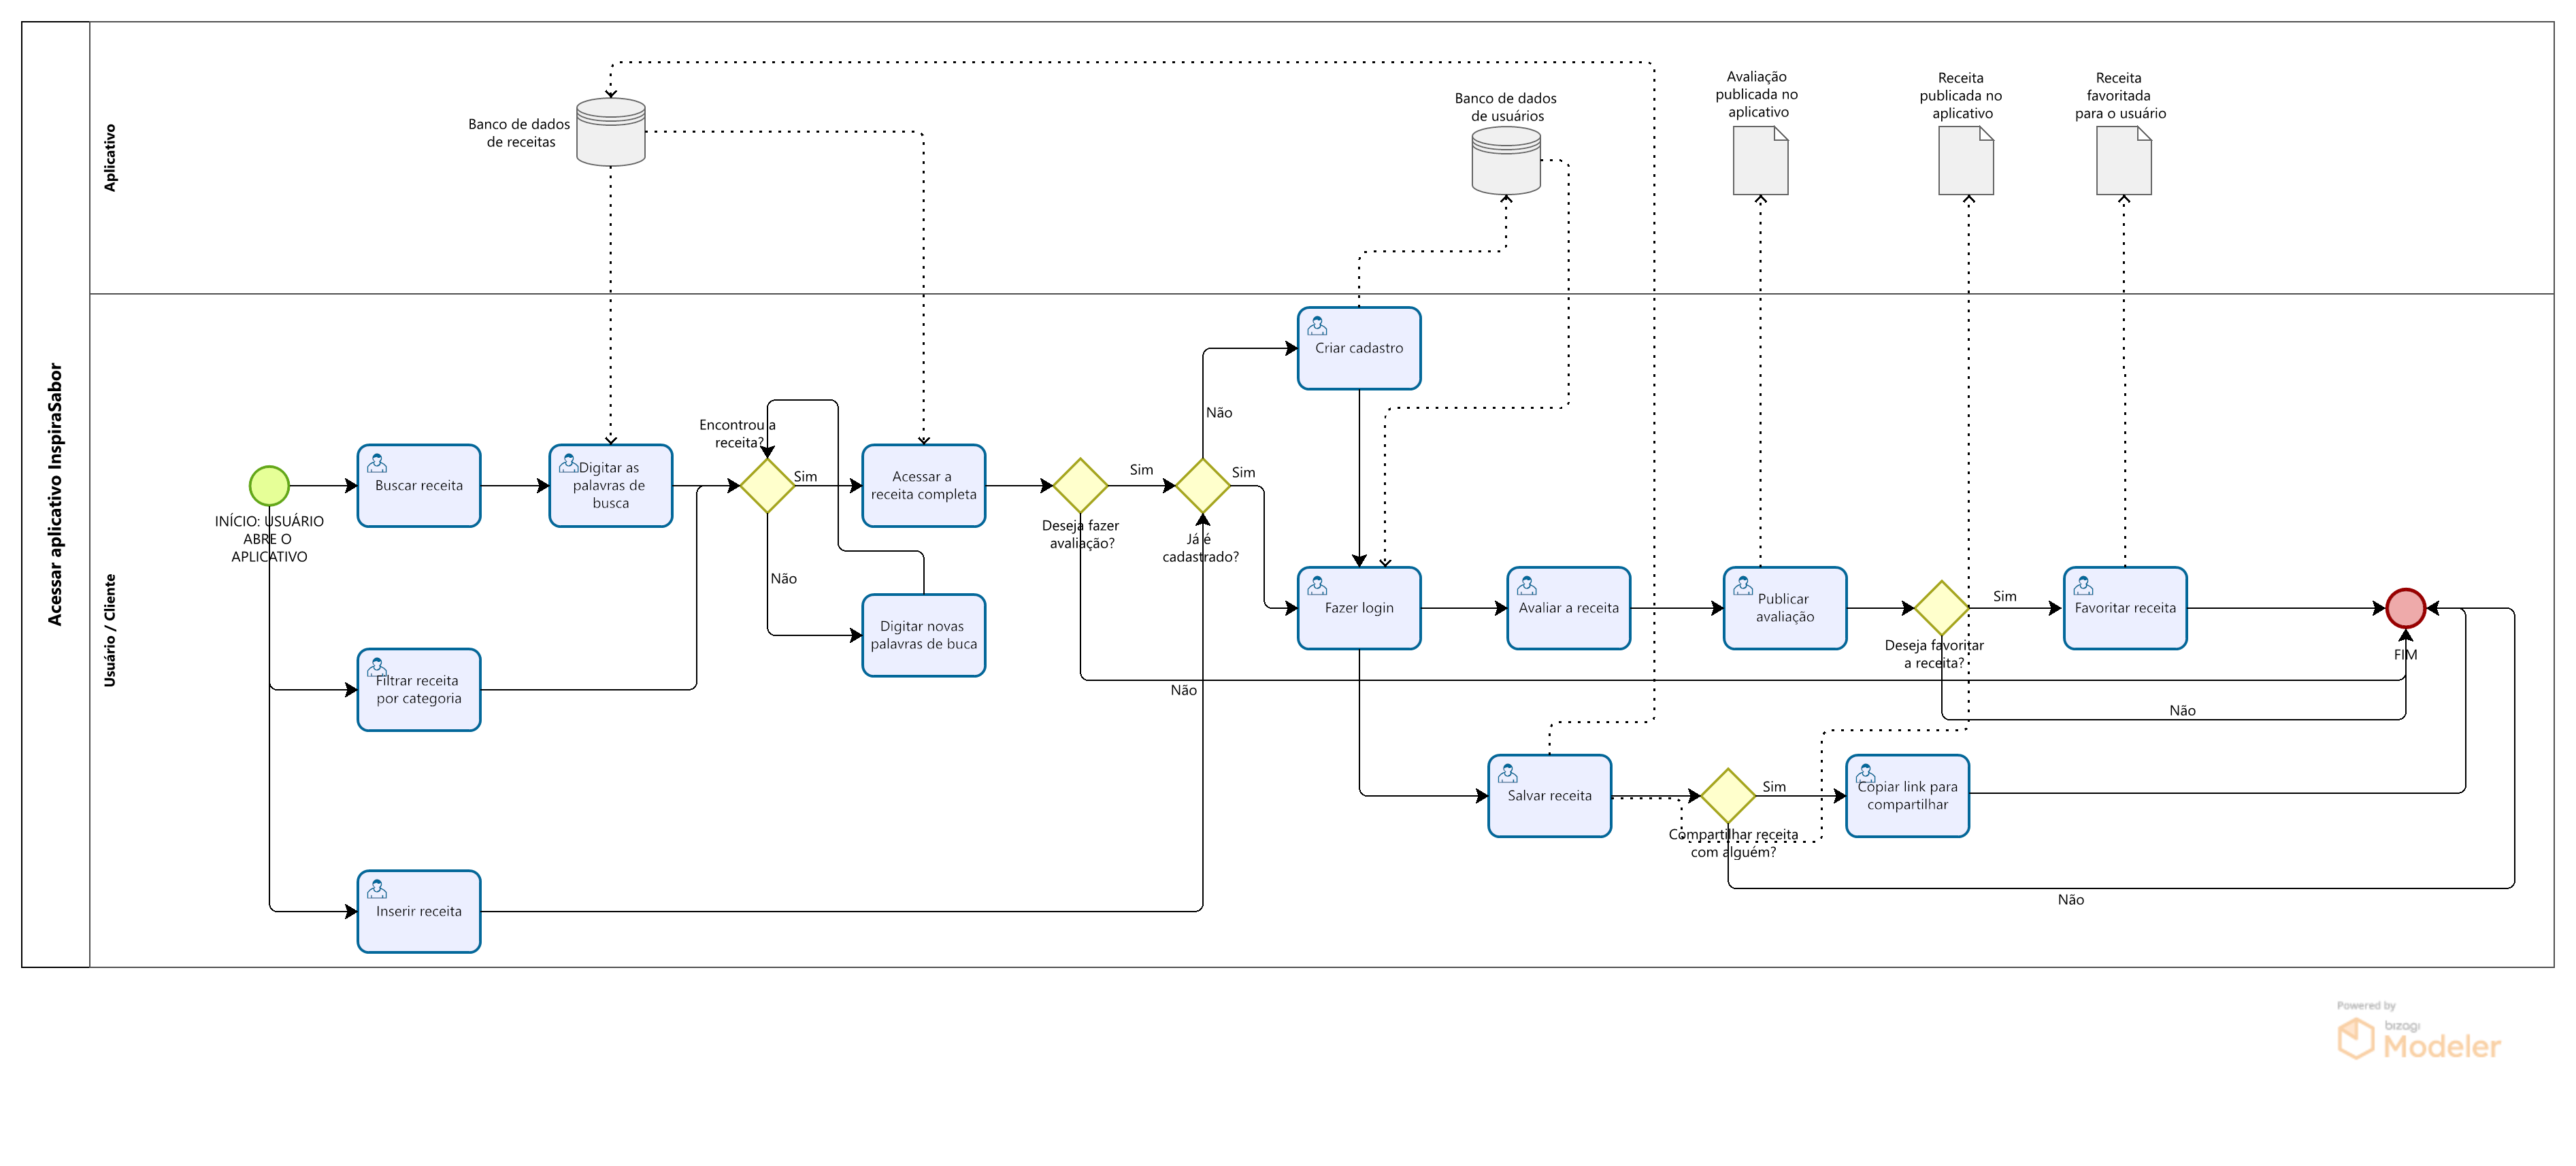 Acessar aplicativo InspiraSabor
Aplicativo
Banco de dados
de receitas
Banco de dados
de usuários
Avaliação
publicada no
aplicativo
Receita
publicada no
aplicativo
Receita
favoritada
para o usuário
Usuário / Cliente
INÍCIO: USUÁRIO
ABRE O
APLICATIVO
Buscar receita
Digitar as
palavras de
busca
Encontrou a
receita?
Sim
Não
Acessar a
receita completa
Digitar novas
palavras de buca
Deseja fazer
avaliação?
Sim
Não
Já é
cadastrado?
Não
Sim
Criar cadastro
Fazer login
Avaliar a receita
Publicar
avaliação
Deseja favoritar
a receita?
Sim
Não
Favoritar receita
FIM
Filtrar receita
por categoria
Salvar receita
Compartilhar receita
com alguém?
Sim
Não
Copiar link para
compartilhar
Inserir receita
Powered by
bizagi
Modeler